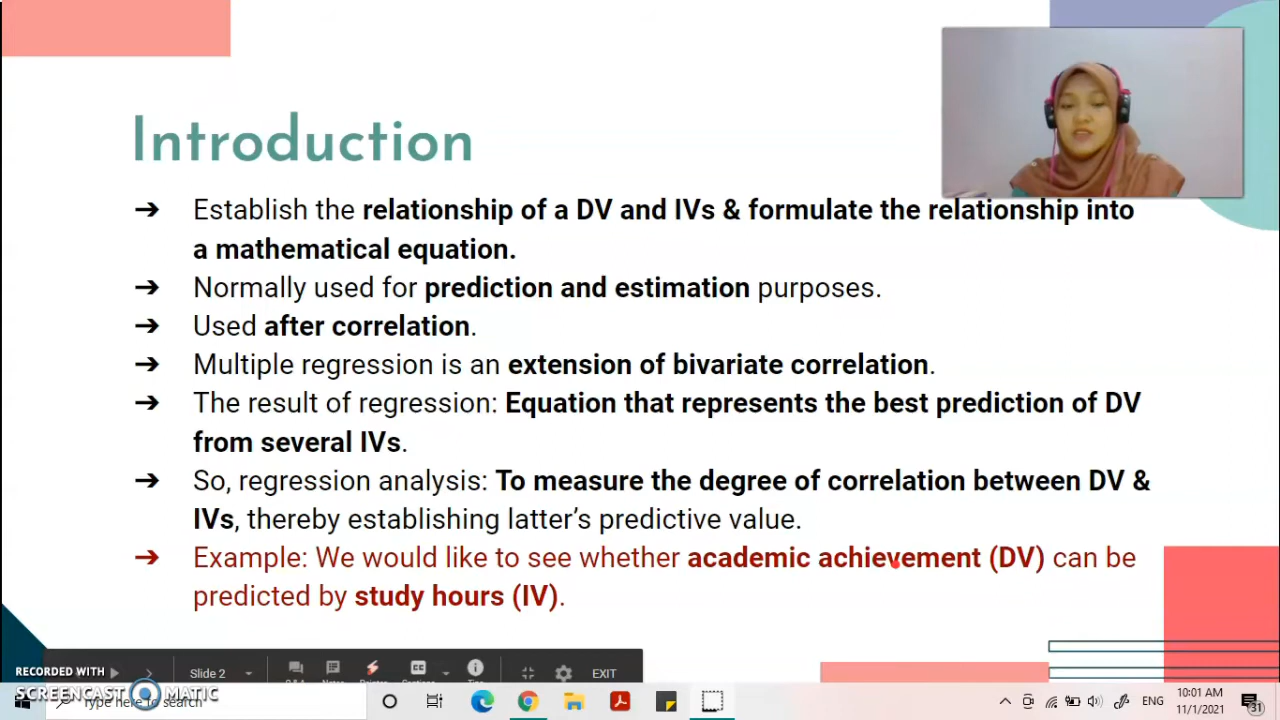 Introduction
➔ Establish the relationship of a DV and IVs & formulate the relationship into
a mathematical equation.
➔ Normally used for prediction and estimation purposes.
➔ Used after correlation.
➔ Multiple regression is an extension of bivariate correlation.
➔ The result of regression: Equation that represents the best prediction of DV
from several IVs.
➔ So, regression analysis: To measure the degree of correlation between DV &
IVs, thereby establishing latter's predictive value.
➔ Example: We would like to see whether academic achievement (DV) can be
predicted by study hours (IV).
RECORDED WITH
Slide 2
CC
EXIT
SCREENCAST MATIC
Type here to search
ENG
10:01 AM
11/1/2021
31